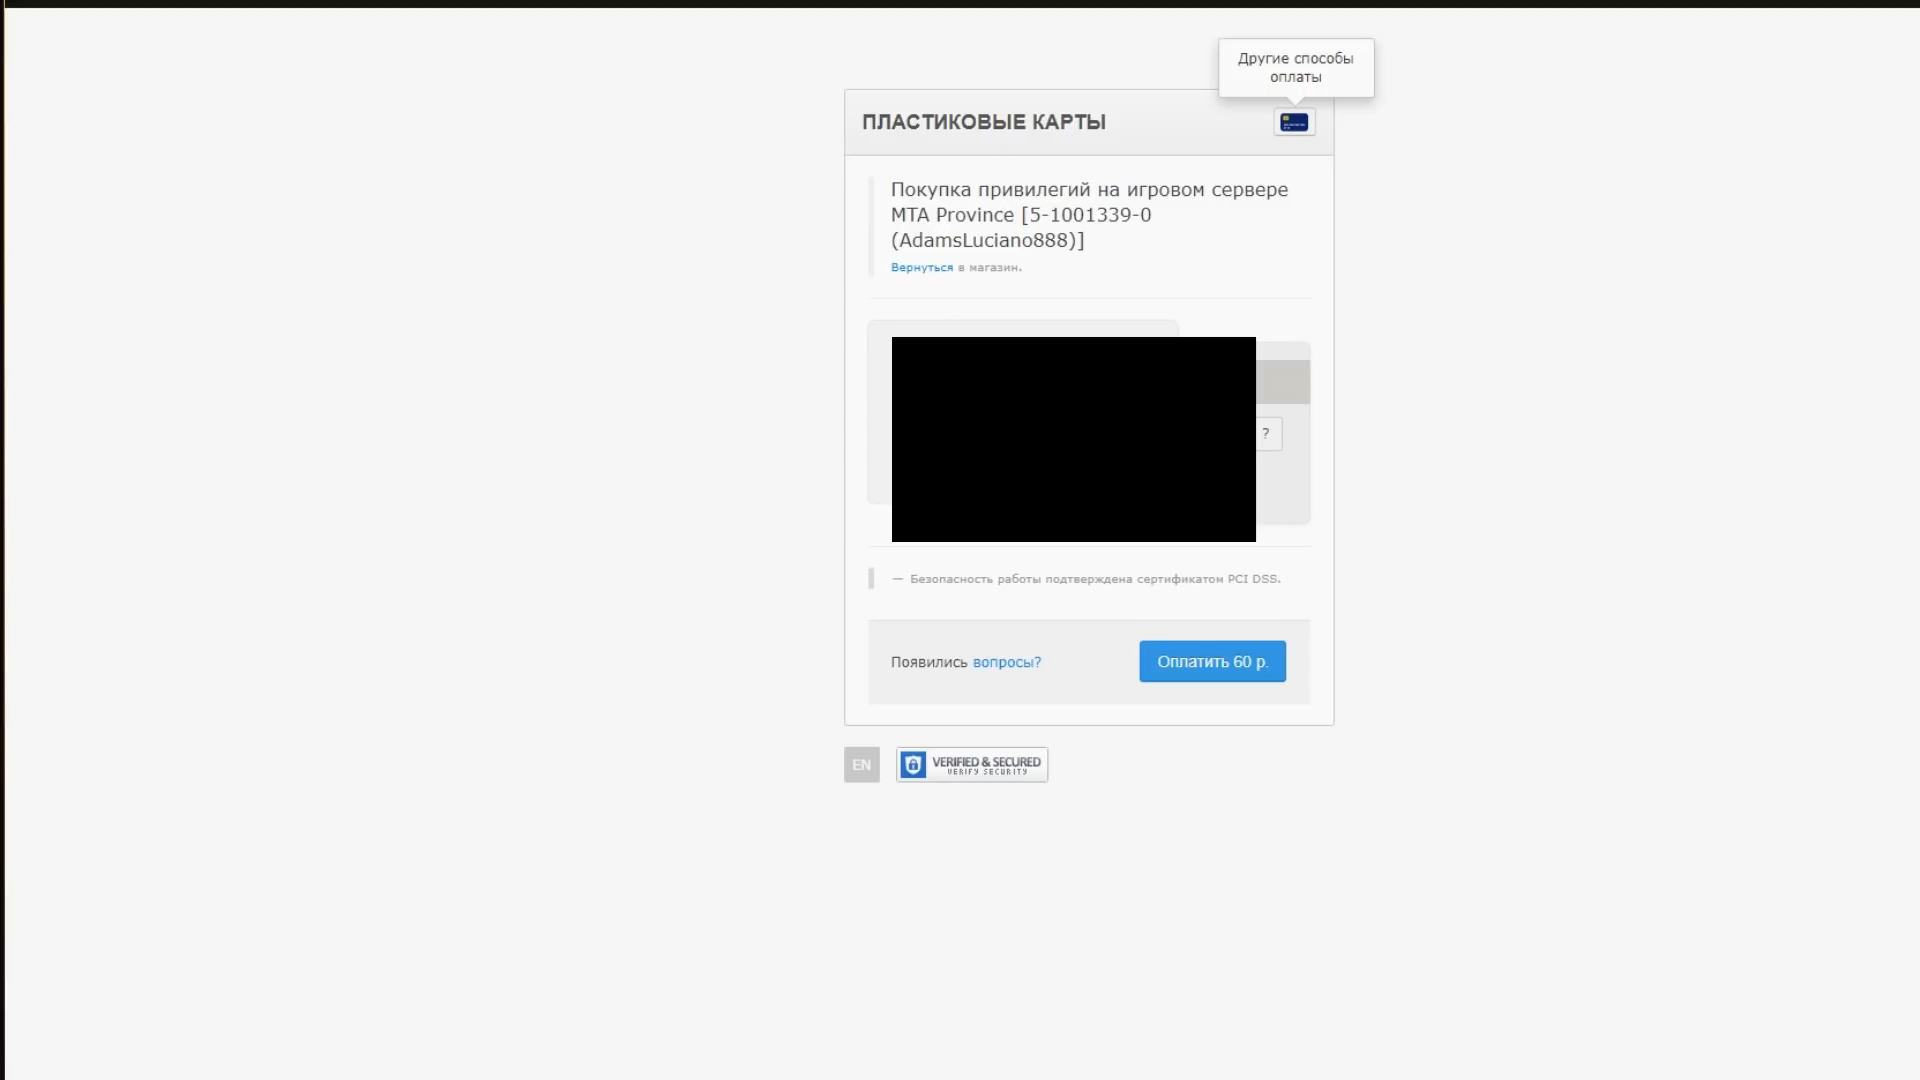 Другие способы
оплаты
ПЛАСТИКОВЫЕ КАРТЫ
Покупка привилегий на игровом сервере
MTA Province [5-1001339-0
(AdamsLuciano888)]
Вернуться в магазин.
?
— Безопасность работы подтверждена сертификатом PCI DSS.
Появились вопросы?
Оплатить 60 р.
EN
VERIFIED & SECURED
VERIFY SECURITY